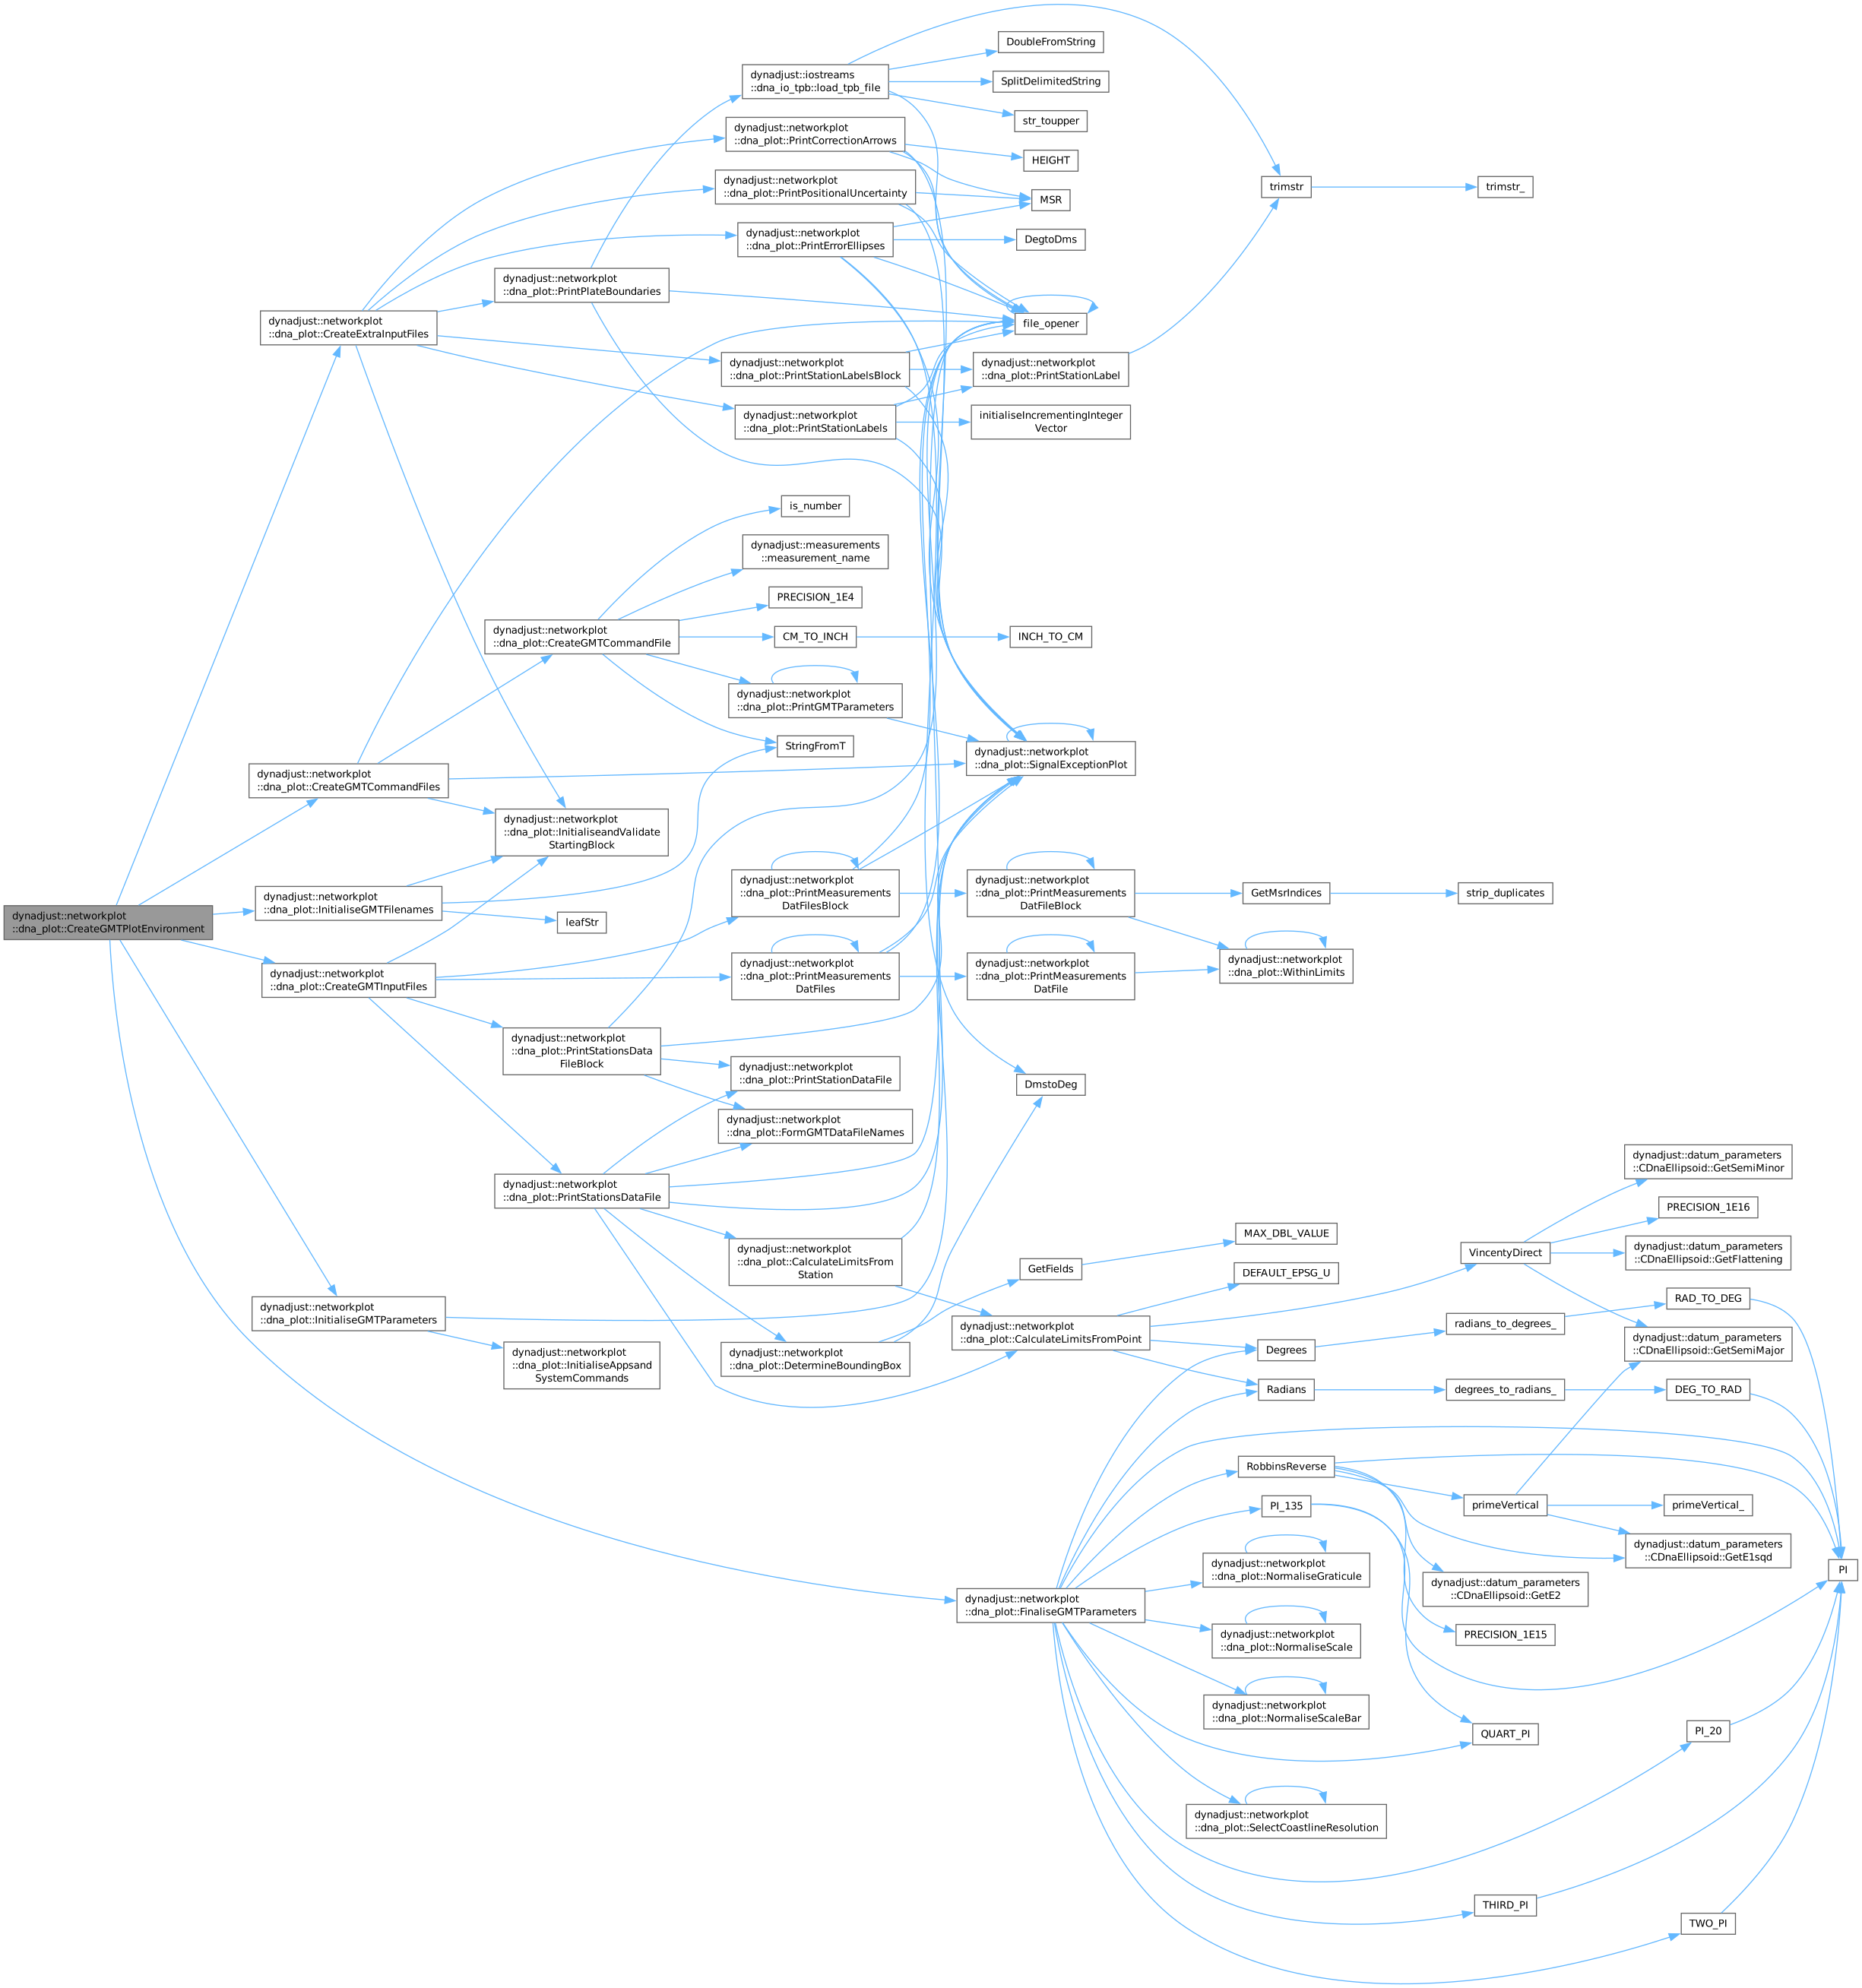 dynadjust::networkplot
::dna_plot::CreateGMTPlotEnvironment
dynadjust::networkplot
::dna_plot::CreateExtraInputFiles
dynadjust::networkplot
::dna_plot::CreateGMTCommandFiles
dynadjust::networkplot
::dna_plot::InitialiseGMTFilenames
dynadjust::networkplot
::dna_plot::CreateGMTInputFiles
dynadjust::networkplot
::dna_plot::InitialiseGMTParameters
dynadjust::networkplot
::dna_plot::PrintPlateBoundaries
dynadjust::networkplot
::dna_plot::CreateGMTCommandFile
dynadjust::networkplot
::dna_plot::InitialiseandValidate
StartingBlock
leafStr
dynadjust::networkplot
::dna_plot::PrintStationsData
FileBlock
dynadjust::networkplot
::dna_plot::PrintStationsDataFile
dynadjust::networkplot
::dna_plot::InitialiseAppsand
SystemCommands
dynadjust::iostreams
::dna_io_tpb::load_tpb_file
dynadjust::networkplot
::dna_plot::PrintCorrectionArrows
dynadjust::networkplot
::dna_plot::PrintPositionalUncertainty
dynadjust::networkplot
::dna_plot::PrintErrorEllipses
dynadjust::networkplot
::dna_plot::PrintStationLabelsBlock
dynadjust::networkplot
::dna_plot::PrintStationLabels
is_number
dynadjust::measurements
::measurement_name
PRECISION_1E4
CM_TO_INCH
dynadjust::networkplot
::dna_plot::PrintGMTParameters
StringFromT
dynadjust::networkplot
::dna_plot::PrintMeasurements
DatFilesBlock
dynadjust::networkplot
::dna_plot::PrintMeasurements
DatFiles
dynadjust::networkplot
::dna_plot::PrintStationDataFile
dynadjust::networkplot
::dna_plot::FormGMTDataFileNames
dynadjust::networkplot
::dna_plot::CalculateLimitsFrom
Station
dynadjust::networkplot
::dna_plot::DetermineBoundingBox
DoubleFromString
SplitDelimitedString
str_toupper
HEIGHT
MSR
DegtoDms
file_opener
dynadjust::networkplot
::dna_plot::PrintStationLabel
initialiseIncrementingInteger
Vector
INCH_TO_CM
dynadjust::networkplot
::dna_plot::SignalExceptionPlot
dynadjust::networkplot
::dna_plot::PrintMeasurements
DatFileBlock
dynadjust::networkplot
::dna_plot::PrintMeasurements
DatFile
DmstoDeg
GetFields
dynadjust::networkplot
::dna_plot::CalculateLimitsFromPoint
dynadjust::networkplot
::dna_plot::FinaliseGMTParameters
trimstr
GetMsrIndices
dynadjust::networkplot
::dna_plot::WithinLimits
MAX_DBL_VALUE
DEFAULT_EPSG_U
Degrees
Radians
RobbinsReverse
PI_135
dynadjust::networkplot
::dna_plot::NormaliseGraticule
dynadjust::networkplot
::dna_plot::NormaliseScale
dynadjust::networkplot
::dna_plot::NormaliseScaleBar
dynadjust::networkplot
::dna_plot::SelectCoastlineResolution
trimstr_
strip_duplicates
VincentyDirect
radians_to_degrees_
degrees_to_radians_
primeVertical
dynadjust::datum_parameters
::CDnaEllipsoid::GetE2
PRECISION_1E15
QUART_PI
THIRD_PI
dynadjust::datum_parameters
::CDnaEllipsoid::GetSemiMinor
PRECISION_1E16
dynadjust::datum_parameters
::CDnaEllipsoid::GetFlattening
RAD_TO_DEG
dynadjust::datum_parameters
::CDnaEllipsoid::GetSemiMajor
DEG_TO_RAD
primeVertical_
dynadjust::datum_parameters
::CDnaEllipsoid::GetE1sqd
PI_20
TWO_PI
PI